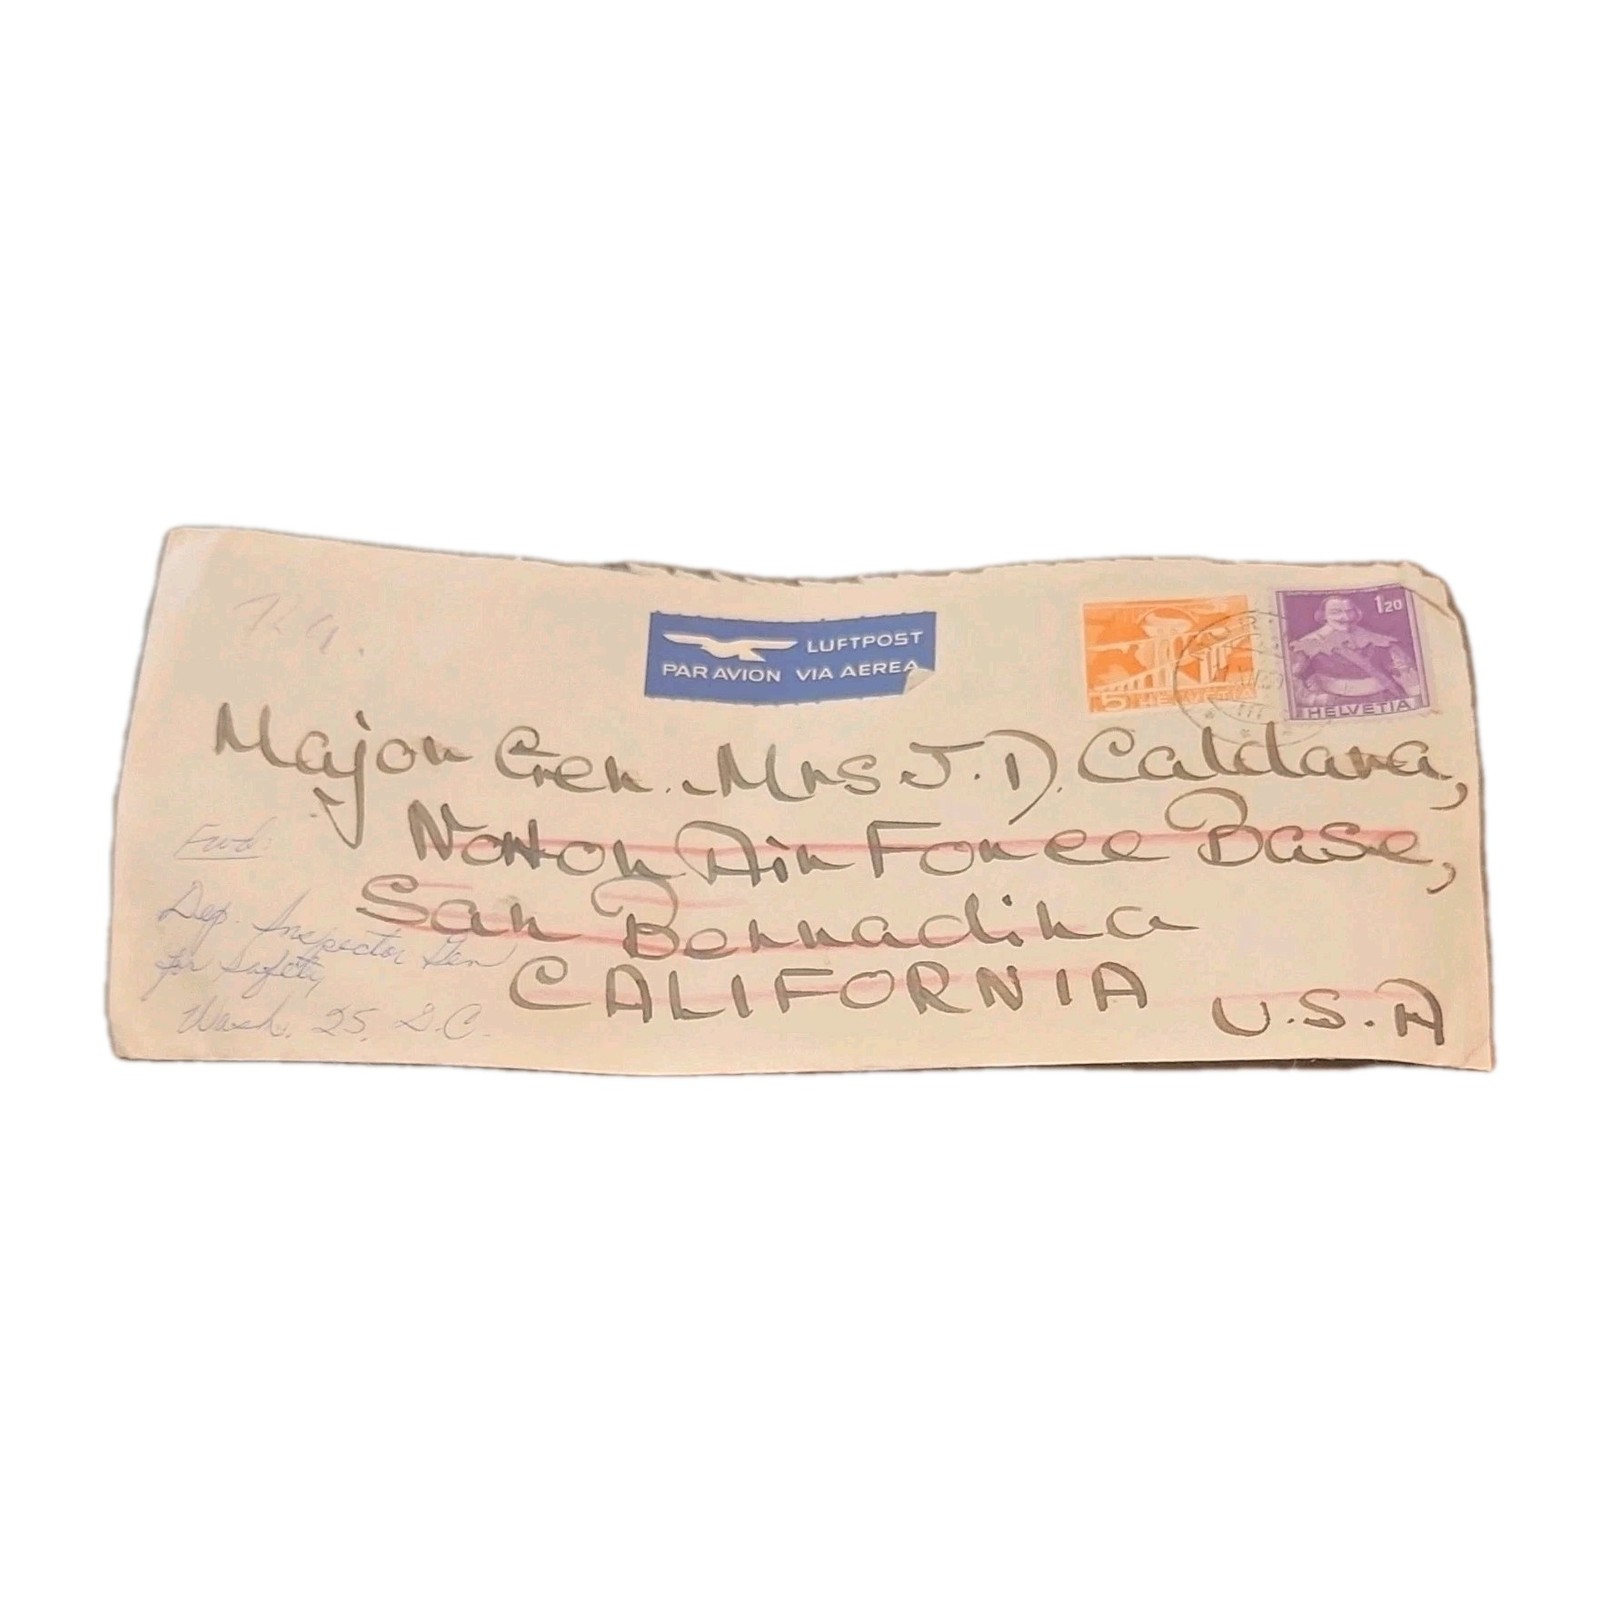 LUFTPOST
PAR AVION VIA AEREA
5 HELVETIA
1 20
HELVETIA
Major Gen. Mrs J.D. Caldara,
Norton Air Force Base,
San Bernadina
CALIFORNIA
U.S.A
Fwd:
Dep. Inspector Gen
for Safety
Wash. 25, D.C.